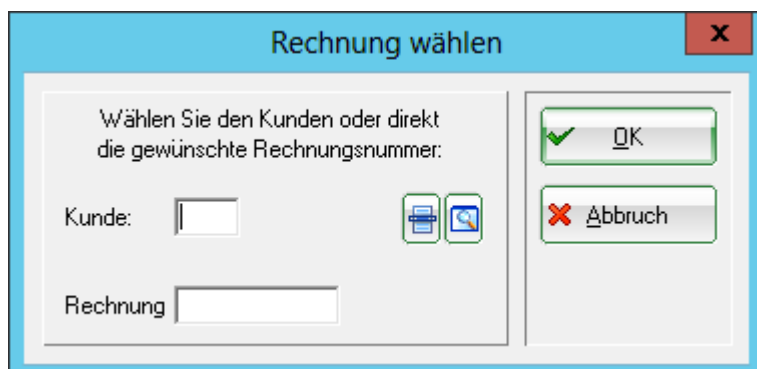 Rechnung wählen
x
Wählen Sie den Kunden oder direkt
die gewünschte Rechnungsnummer:
Kunde:
Rechnung
OK
Abbruch